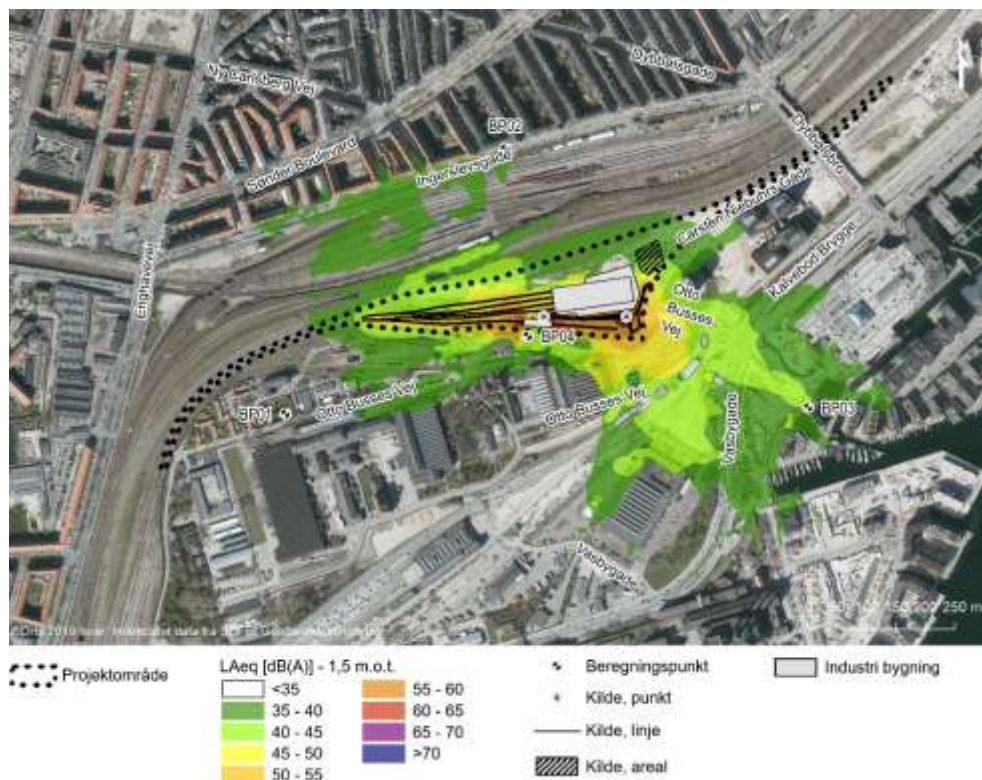 Ny Carlsberg Vej
Dybbølsgade
BP02
Sønder Boulevard
Ingerslevsgade
Dybbølsbro
Carsten Niebuhrs Gade
Enghavevej
Kalvebod Brygge
Otto
Busses
Vej
BP04
BP01
Otto Busses Vej
Otto Busses Vej
BP03
Vasbygade
Vasbygade
200 250 m
Projektområde
LAeq [dB(A)] - 1,5 m.o.t.
<35
35 - 40
40 - 45
45 - 50
50 - 55
55 - 60
60 - 65
65 - 70
>70
Beregningspunkt
Kilde, punkt
Kilde, linje
Kilde, areal
Industri bygning